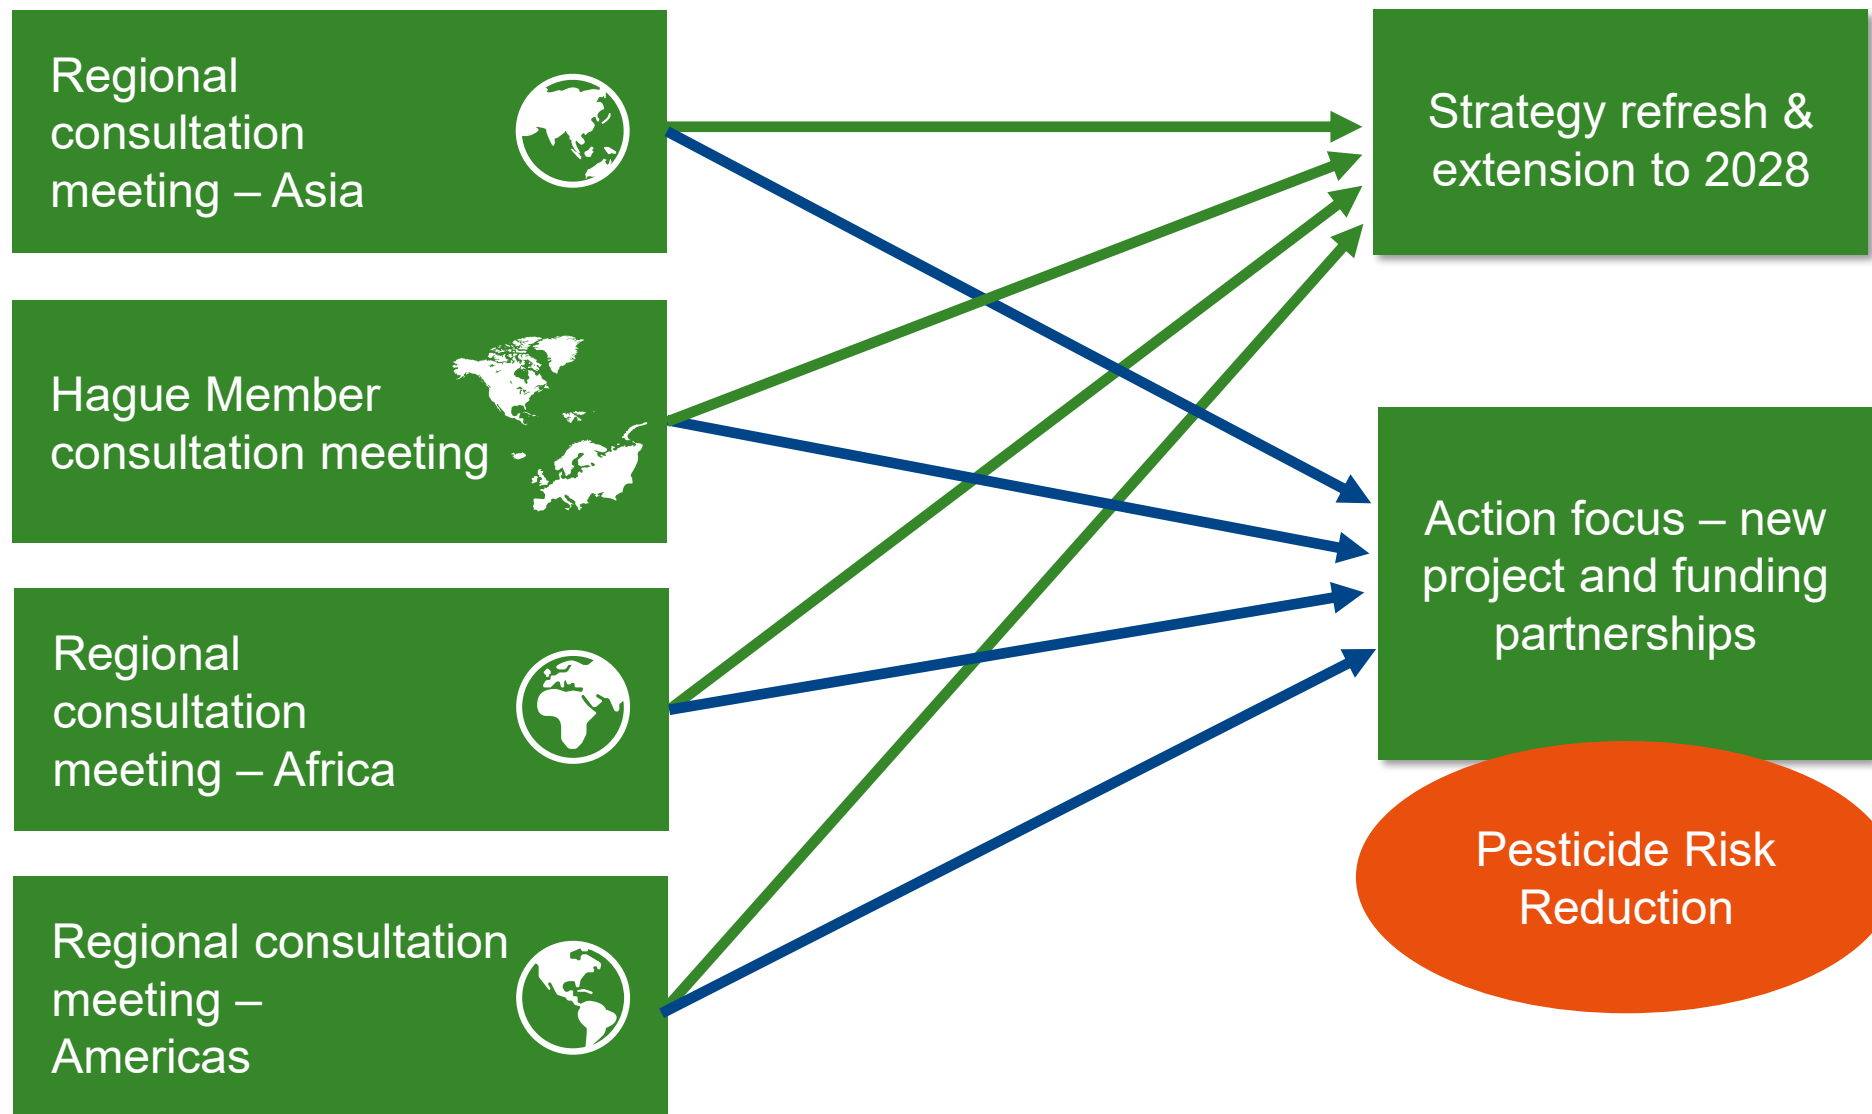 Regional
consultation
meeting – Asia
Hague Member
consultation meeting
Regional
consultation
meeting – Africa
Regional consultation
meeting –
Americas
Strategy refresh &
extension to 2028
Action focus – new
project and funding
partnerships
Pesticide Risk
Reduction